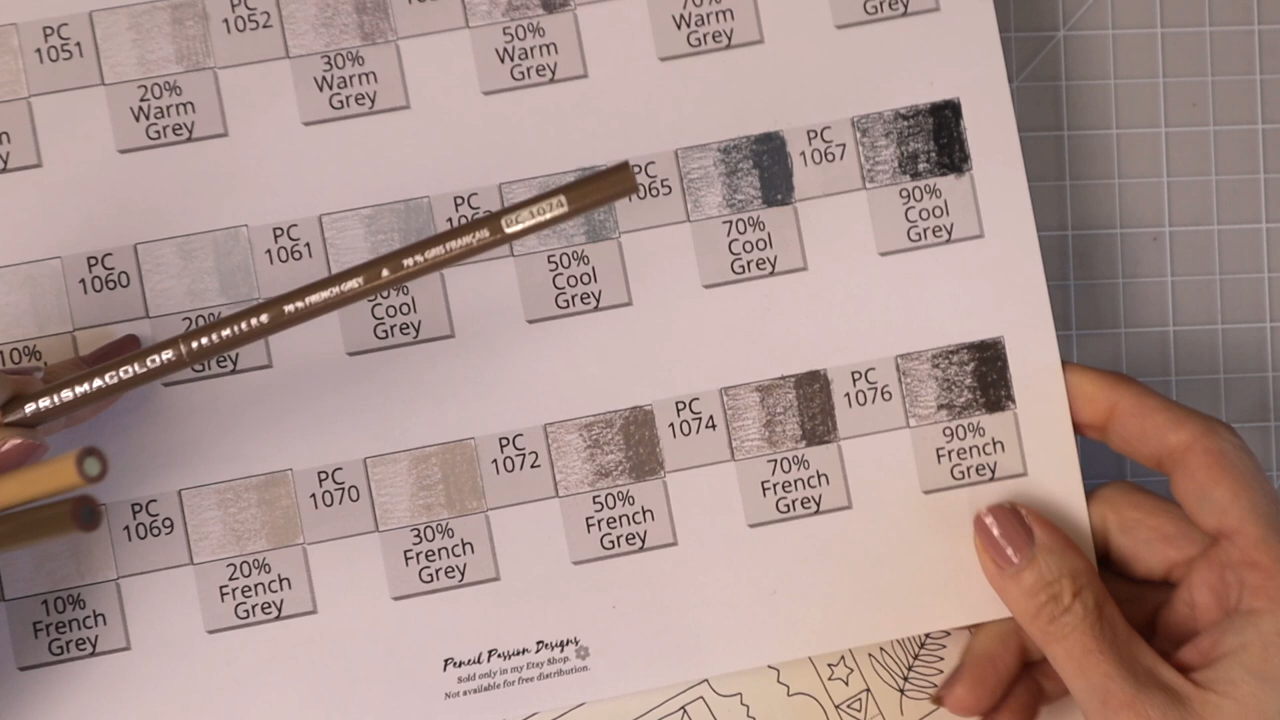 PC 1051
PC 1052
20% Warm Grey
30% Warm Grey
50% Warm Grey
Warm Grey
Grey
PC 1060
PC 1061
PC
PC 1067
10%
20% Grey
Cool Grey
50% Cool Grey
70% Cool Grey
90% Cool Grey
PRISMACOLOR | PREMIER® 70% FRENCH GREY 70% GRIS FRANÇAIS PC 1074
PC 1069
PC 1070
PC 1072
PC 1074
PC 1076
10% French Grey
20% French Grey
30% French Grey
50% French Grey
70% French Grey
90% French Grey
Pencil Passion Designs
Sold only in my Etsy Shop.
Not available for free distribution.